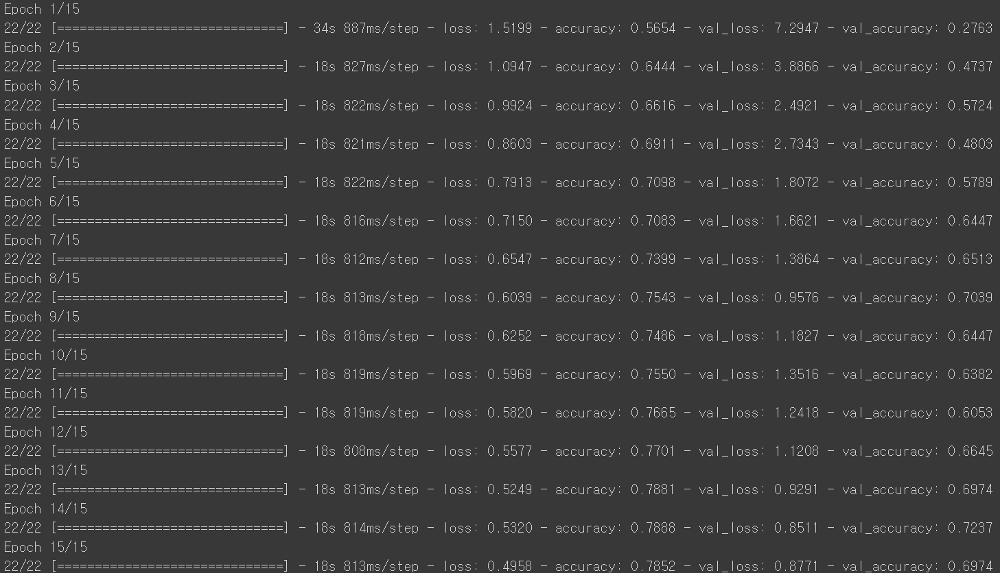 Epoch 1/15
22/22 [==============================] - 34s 887ms/step - loss: 1.5199 - accuracy: 0.5654 - val_loss: 7.2947 - val_accuracy: 0.2763
Epoch 2/15
22/22 [==============================] - 18s 827ms/step - loss: 1.0947 - accuracy: 0.6444 - val_loss: 3.8866 - val_accuracy: 0.4737
Epoch 3/15
22/22 [==============================] - 18s 822ms/step - loss: 0.9924 - accuracy: 0.6616 - val_loss: 2.4921 - val_accuracy: 0.5724
Epoch 4/15
22/22 [==============================] - 18s 821ms/step - loss: 0.8603 - accuracy: 0.6911 - val_loss: 2.7343 - val_accuracy: 0.4803
Epoch 5/15
22/22 [==============================] - 18s 822ms/step - loss: 0.7913 - accuracy: 0.7098 - val_loss: 1.8072 - val_accuracy: 0.5789
Epoch 6/15
22/22 [==============================] - 18s 816ms/step - loss: 0.7150 - accuracy: 0.7083 - val_loss: 1.6621 - val_accuracy: 0.6447
Epoch 7/15
22/22 [==============================] - 18s 812ms/step - loss: 0.6547 - accuracy: 0.7399 - val_loss: 1.3864 - val_accuracy: 0.6513
Epoch 8/15
22/22 [==============================] - 18s 813ms/step - loss: 0.6039 - accuracy: 0.7543 - val_loss: 0.9576 - val_accuracy: 0.7039
Epoch 9/15
22/22 [==============================] - 18s 818ms/step - loss: 0.6252 - accuracy: 0.7486 - val_loss: 1.1827 - val_accuracy: 0.6447
Epoch 10/15
22/22 [==============================] - 18s 819ms/step - loss: 0.5969 - accuracy: 0.7550 - val_loss: 1.3516 - val_accuracy: 0.6382
Epoch 11/15
22/22 [==============================] - 18s 819ms/step - loss: 0.5820 - accuracy: 0.7665 - val_loss: 1.2418 - val_accuracy: 0.6053
Epoch 12/15
22/22 [==============================] - 18s 808ms/step - loss: 0.5577 - accuracy: 0.7701 - val_loss: 1.1208 - val_accuracy: 0.6645
Epoch 13/15
22/22 [==============================] - 18s 813ms/step - loss: 0.5249 - accuracy: 0.7881 - val_loss: 0.9291 - val_accuracy: 0.6974
Epoch 14/15
22/22 [==============================] - 18s 814ms/step - loss: 0.5320 - accuracy: 0.7888 - val_loss: 0.8511 - val_accuracy: 0.7237
Epoch 15/15
22/22 [==============================] - 18s 813ms/step - loss: 0.4958 - accuracy: 0.7852 - val_loss: 0.8771 - val_accuracy: 0.6974